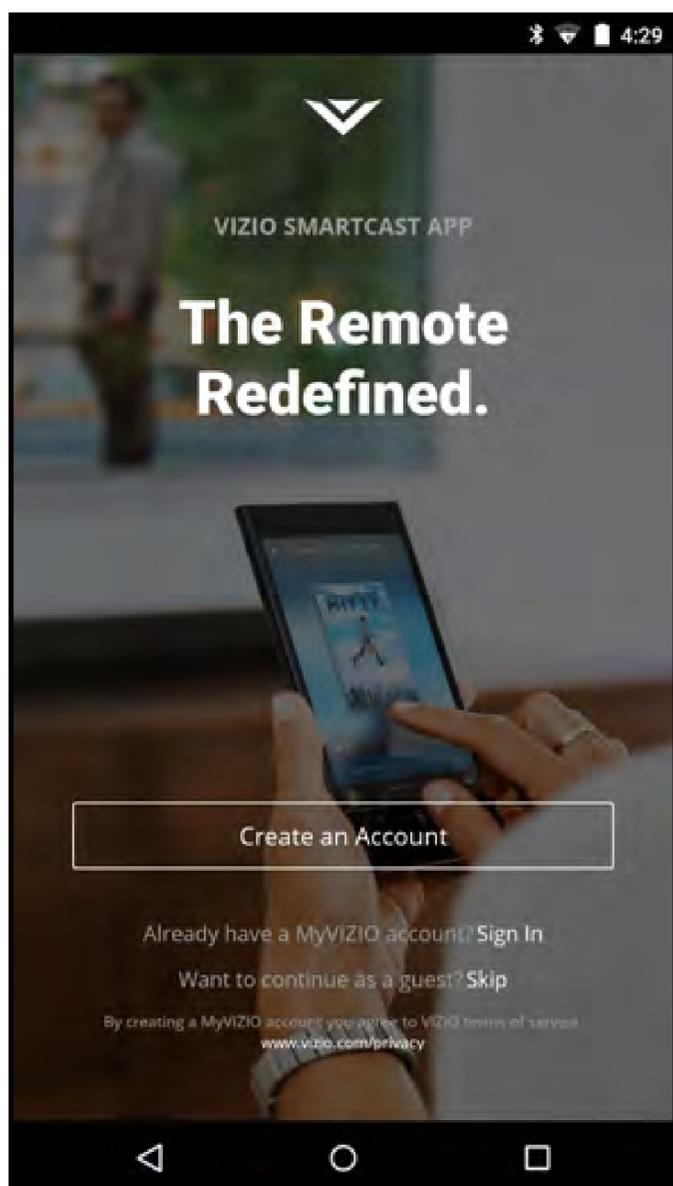 4:29
VIZIO SMARTCAST APP
The Remote
Redefined.
Create an Account
Already have a MyVIZIO account? Sign In
Want to continue as a guest? Skip
By creating a MyVIZIO account you agree to VIZIO terms of service
www.vizio.com/privacy